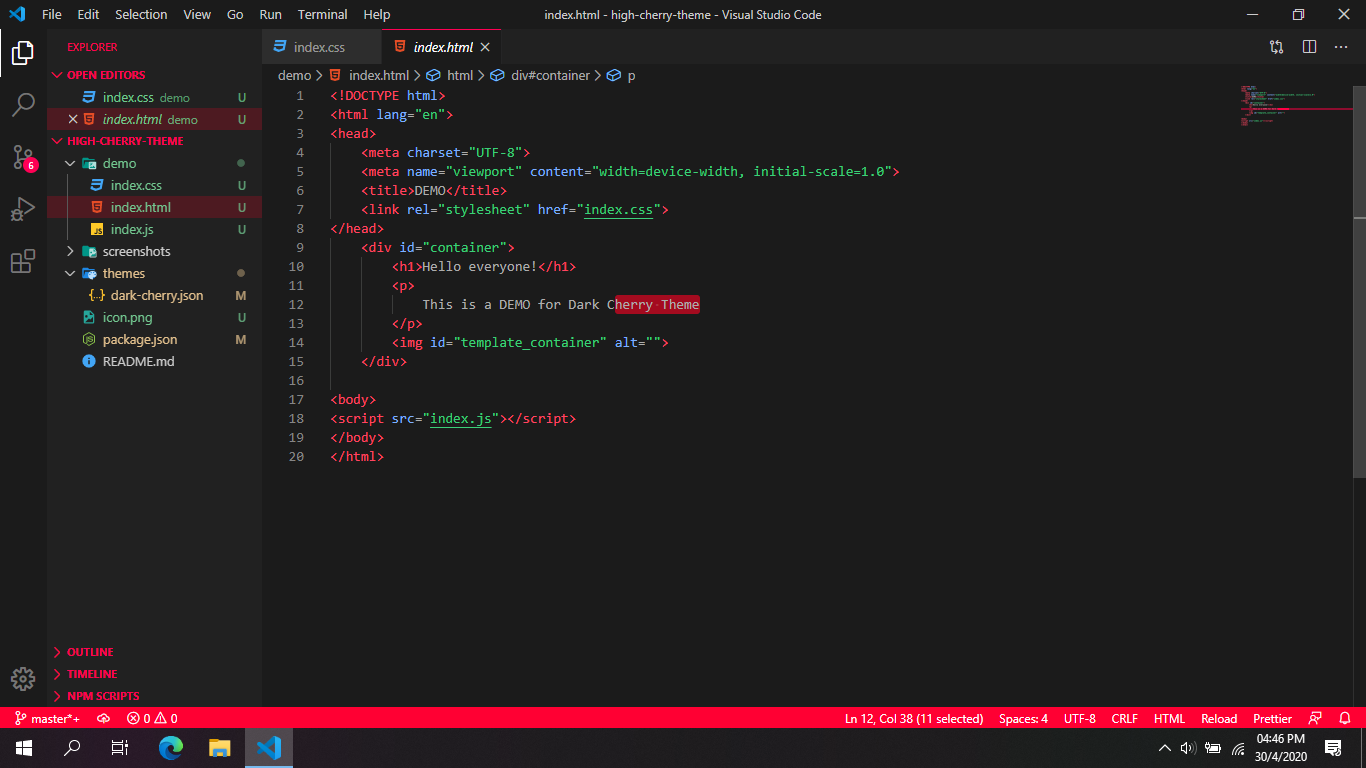 File Edit Selection View Go Run Terminal Help index.html - high-cherry-theme - Visual Studio Code
EXPLORER
OPEN EDITORS
index.css demo U
index.html demo U
HIGH-CHERRY-THEME
demo
index.css U
index.html U
index.js U
screenshots
themes
dark-cherry.json M
icon.png U
package.json M
README.md
OUTLINE
TIMELINE
NPM SCRIPTS
6
index.css index.html
demo > index.html > html > div#container > p
1 <!DOCTYPE html>
2 <html lang="en">
3 <head>
4 <meta charset="UTF-8">
5 <meta name="viewport" content="width=device-width, initial-scale=1.0">
6 <title>DEMO</title>
7 <link rel="stylesheet" href="index.css">
8 </head>
9 <div id="container">
10 <h1>Hello everyone!</h1>
11 <p>
12 This is a DEMO for Dark Cherry Theme
13 </p>
14 <img id="template_container" alt="">
15 </div>
16
17 <body>
18 <script src="index.js"></script>
19 </body>
20 </html>
master*+ 0 0 Ln 12, Col 38 (11 selected) Spaces: 4 UTF-8 CRLF HTML Reload Prettier
04:46 PM
30/4/2020